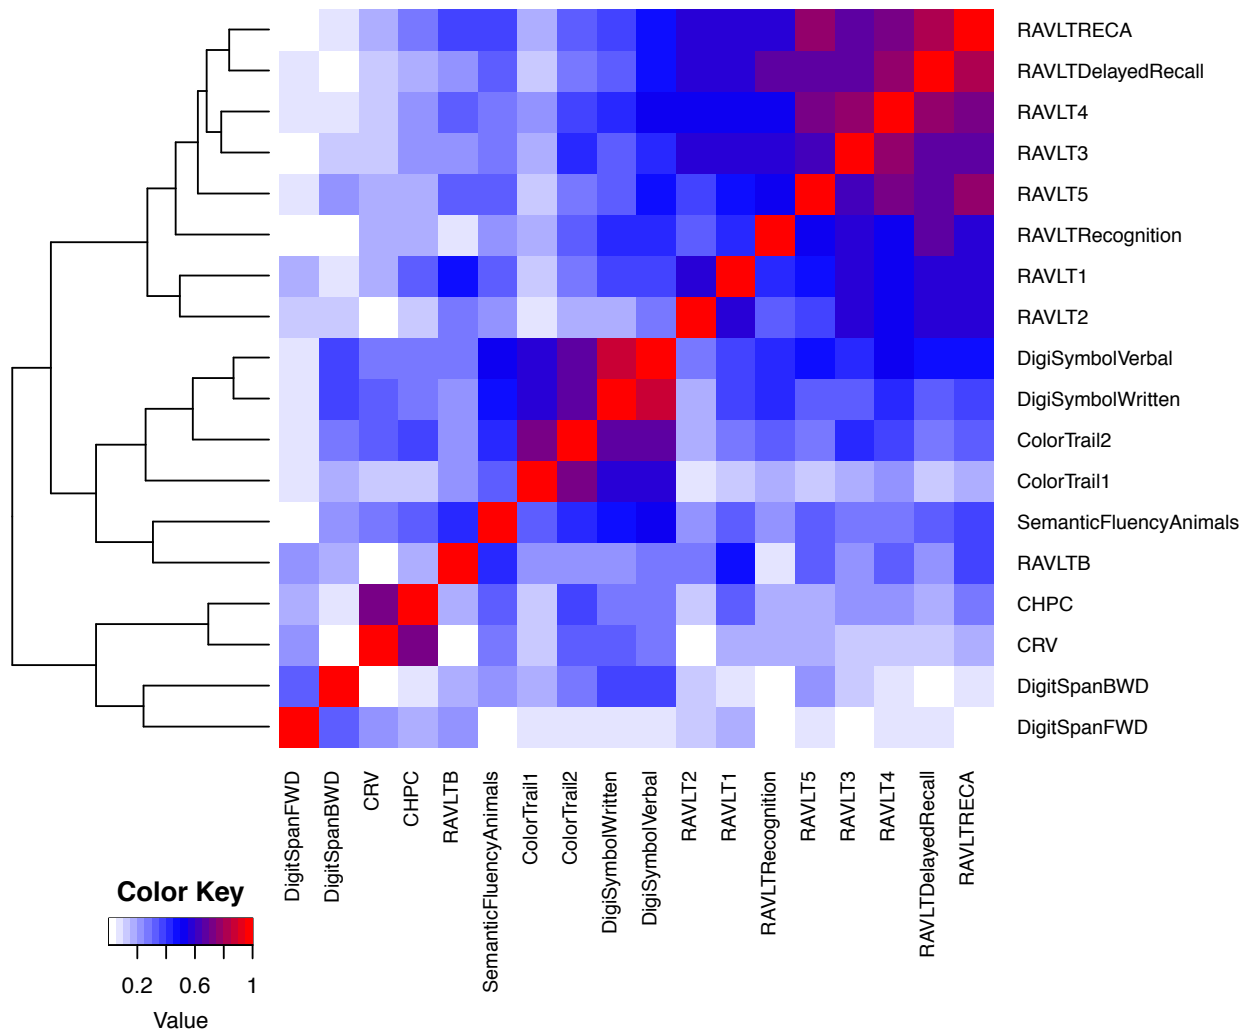 RAVLTRECA
RAVLTDelayedRecall
RAVLT4
RAVLT3
RAVLT5
RAVLTRecognition
RAVLT1
RAVLT2
DigiSymbolVerbal
DigiSymbolWritten
ColorTrail2
ColorTrail1
SemanticFluencyAnimals
RAVLTB
CHPC
CRV
DigitSpanBWD
DigitSpanFWD
DigitSpanFWD
DigitSpanBWD
CRV
CHPC
RAVLTB
SemanticFluencyAnimals
ColorTrail1
ColorTrail2
DigiSymbolWritten
DigiSymbolVerbal
RAVLT2
RAVLT1
RAVLTRecognition
RAVLT5
RAVLT3
RAVLT4
RAVLTDelayedRecall
RAVLTRECA
Color Key
0.2 0.6 1
Value